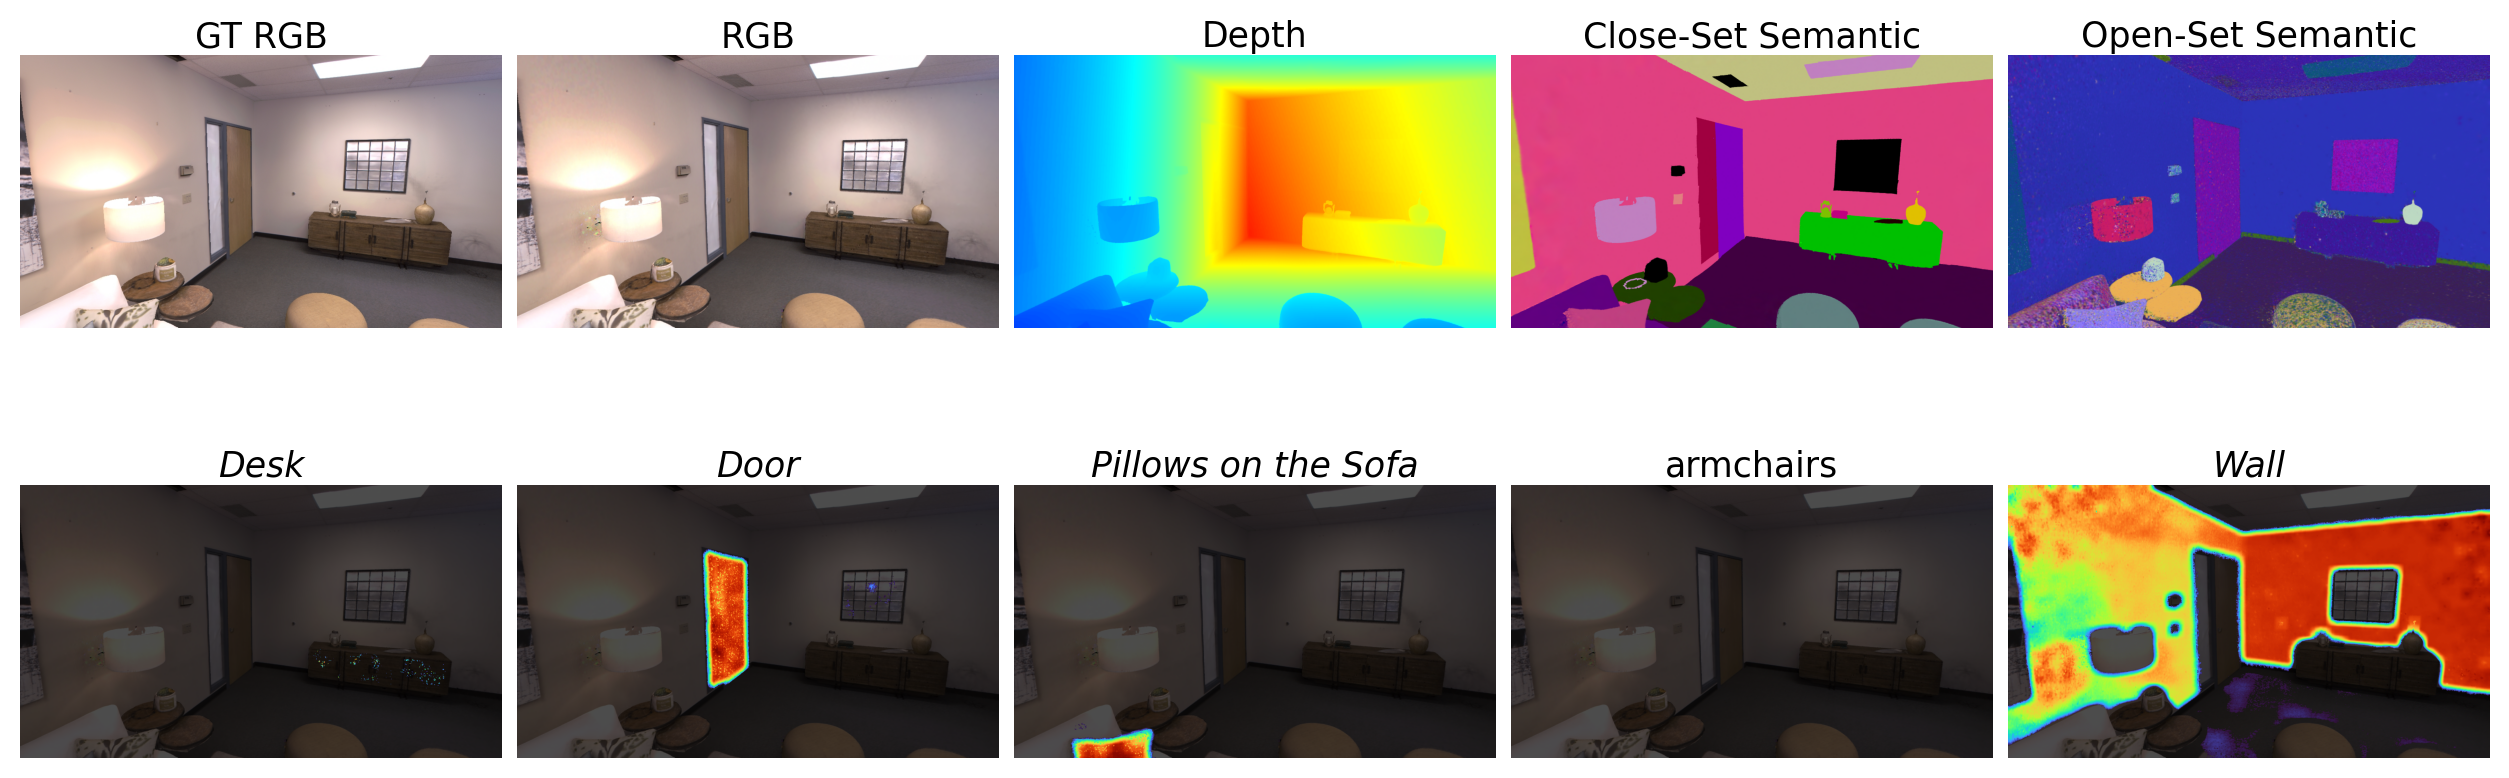 GT RGB
RGB
Depth
Close-Set Semantic
Open-Set Semantic
Desk
Door
Pillows on the Sofa
armchairs
Wall